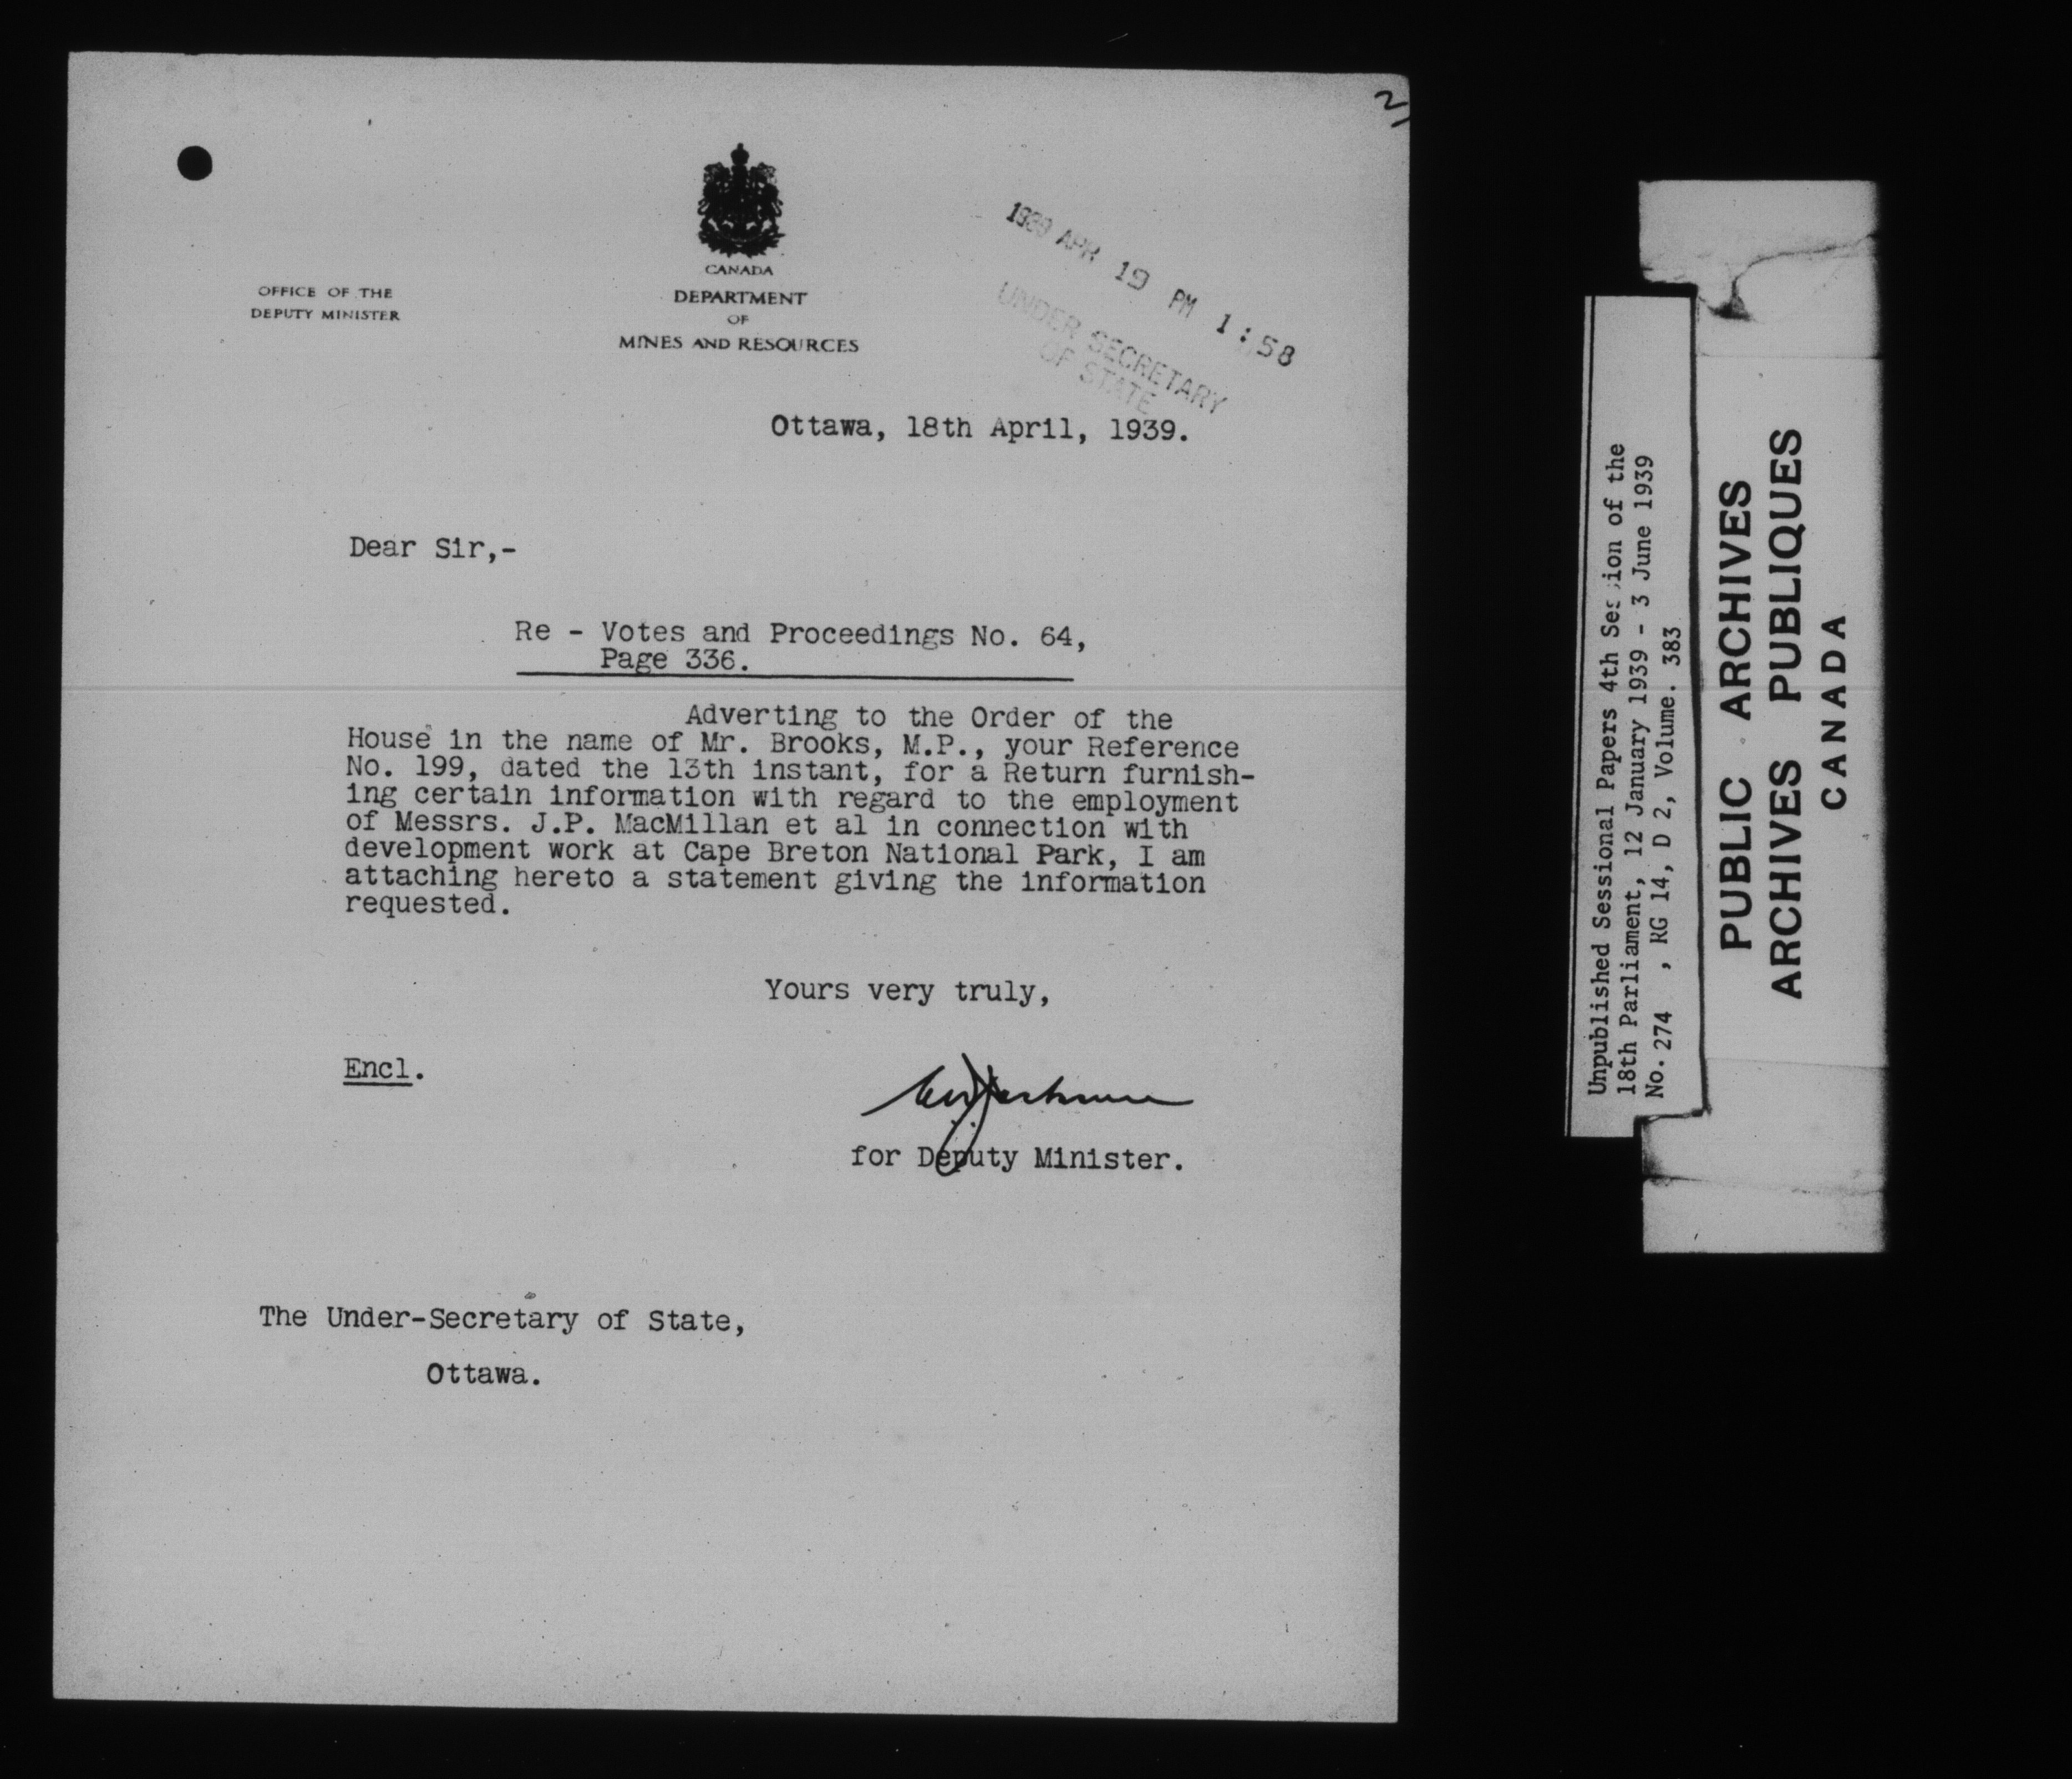 2
CANADA
DEPARTMENT
OF
MINES AND RESOURCES
OFFICE OF THE
DEPUTY MINISTER
1939 APR 19 PM 1:58
UNDER SECRETARY
OF STATE
Ottawa, 18th April, 1939.
Dear Sir,-
Re - Votes and Proceedings No. 64,
Page 336.
Adverting to the Order of the
House in the name of Mr. Brooks, M.P., your Reference
No. 199, dated the 13th instant, for a Return furnish-
ing certain information with regard to the employment
of Messrs. J.P. MacMillan et al in connection with
development work at Cape Breton National Park, I am
attaching hereto a statement giving the information
requested.
Yours very truly,
Encl.
for Deputy Minister.
The Under-Secretary of State,
Ottawa.
Unpublished Sessional Papers 4th Session of the
18th Parliament, 12 January 1939 - 3 June 1939
No. 274 , RG 14, D 2, Volume. 383
PUBLIC ARCHIVES
ARCHIVES PUBLIQUES
CANADA